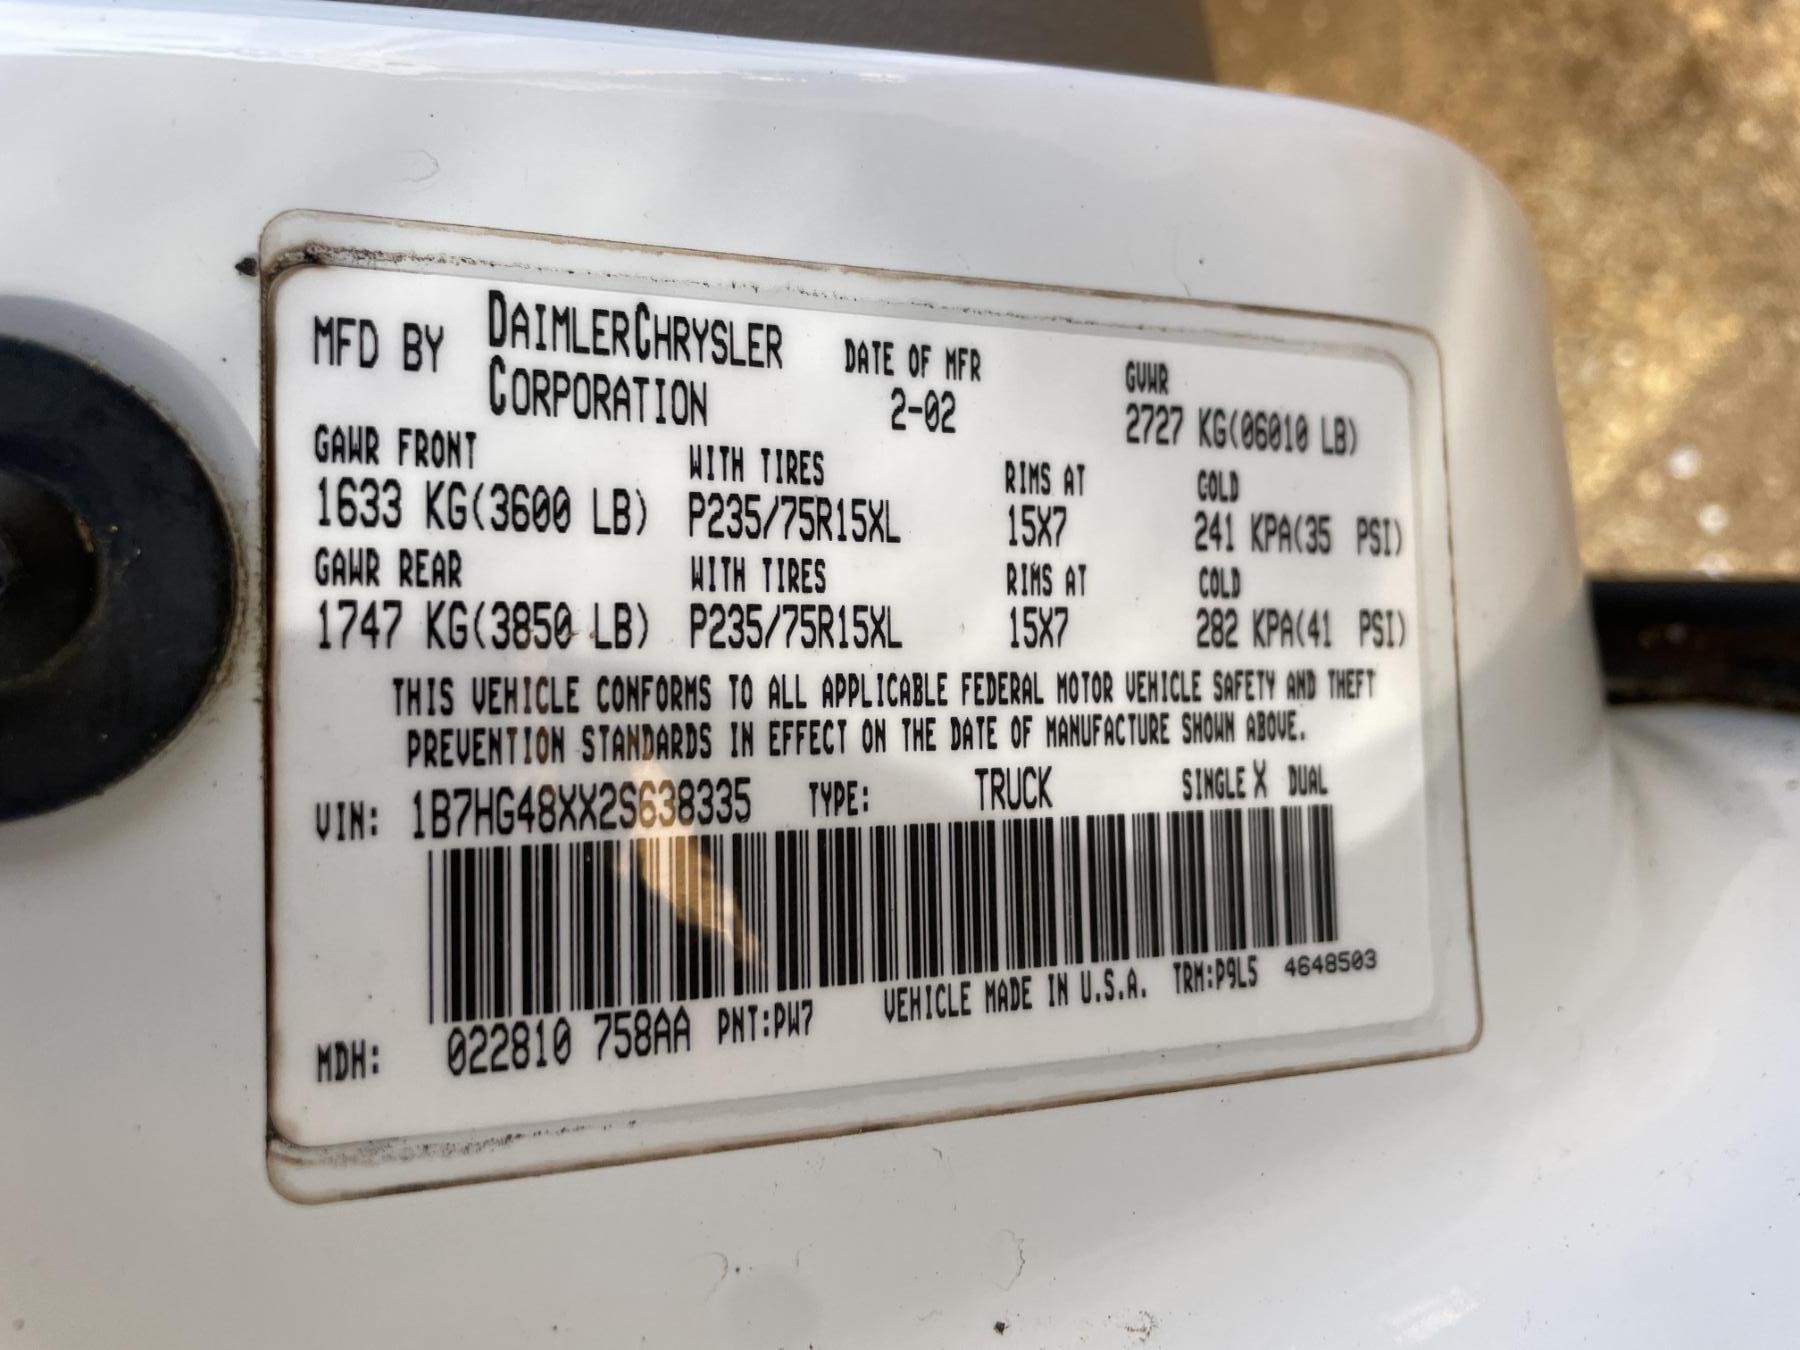 MFD BY DAIMLERCHRYSLER CORPORATION DATE OF MFR 2-02 GVWR 2727 KG(06010 LB)
GAWR FRONT WITH TIRES RIMS AT COLD
1633 KG(3600 LB) P235/75R15XL 15X7 241 KPA(35 PSI)
GAWR REAR WITH TIRES RIMS AT COLD
1747 KG(3850 LB) P235/75R15XL 15X7 282 KPA(41 PSI)
THIS VEHICLE CONFORMS TO ALL APPLICABLE FEDERAL MOTOR VEHICLE SAFETY AND THEFT
PREVENTION STANDARDS IN EFFECT ON THE DATE OF MANUFACTURE SHOWN ABOVE.
VIN: 1B7HG48XX2S638335 TYPE: TRUCK SINGLE X DUAL
MDH: 022810 758AA PNT:PW7 VEHICLE MADE IN U.S.A. TRM:P9L5 4648503